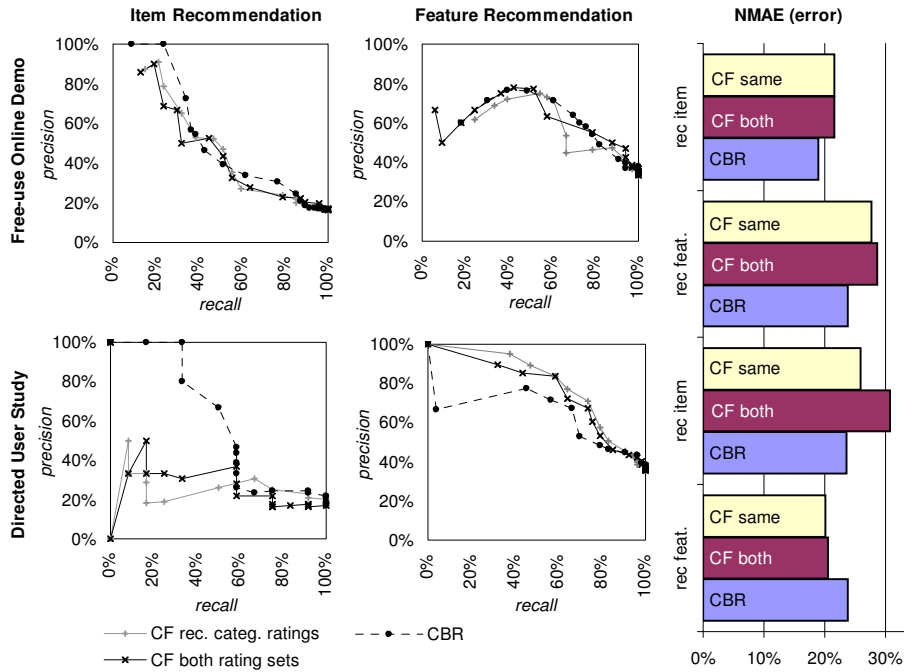 Item Recommendation
Feature Recommendation
NMAE (error)
Free-use Online Demo
precision
100%
80%
60%
40%
20%
0%
0%
20%
40%
60%
80%
100%
recall
precision
100%
80%
60%
40%
20%
0%
0%
20%
40%
60%
80%
100%
recall
rec item
CF same
CF both
CBR
rec feat.
CF same
CF both
CBR
Directed User Study
precision
100%
80%
60%
40%
20%
0%
0%
20%
40%
60%
80%
100%
recall
precision
100%
80%
60%
40%
20%
0%
0%
20%
40%
60%
80%
100%
recall
rec item
CF same
CF both
CBR
rec feat.
CF same
CF both
CBR
0% 10% 20% 30%
CF rec. categ. ratings
CBR
CF both rating sets